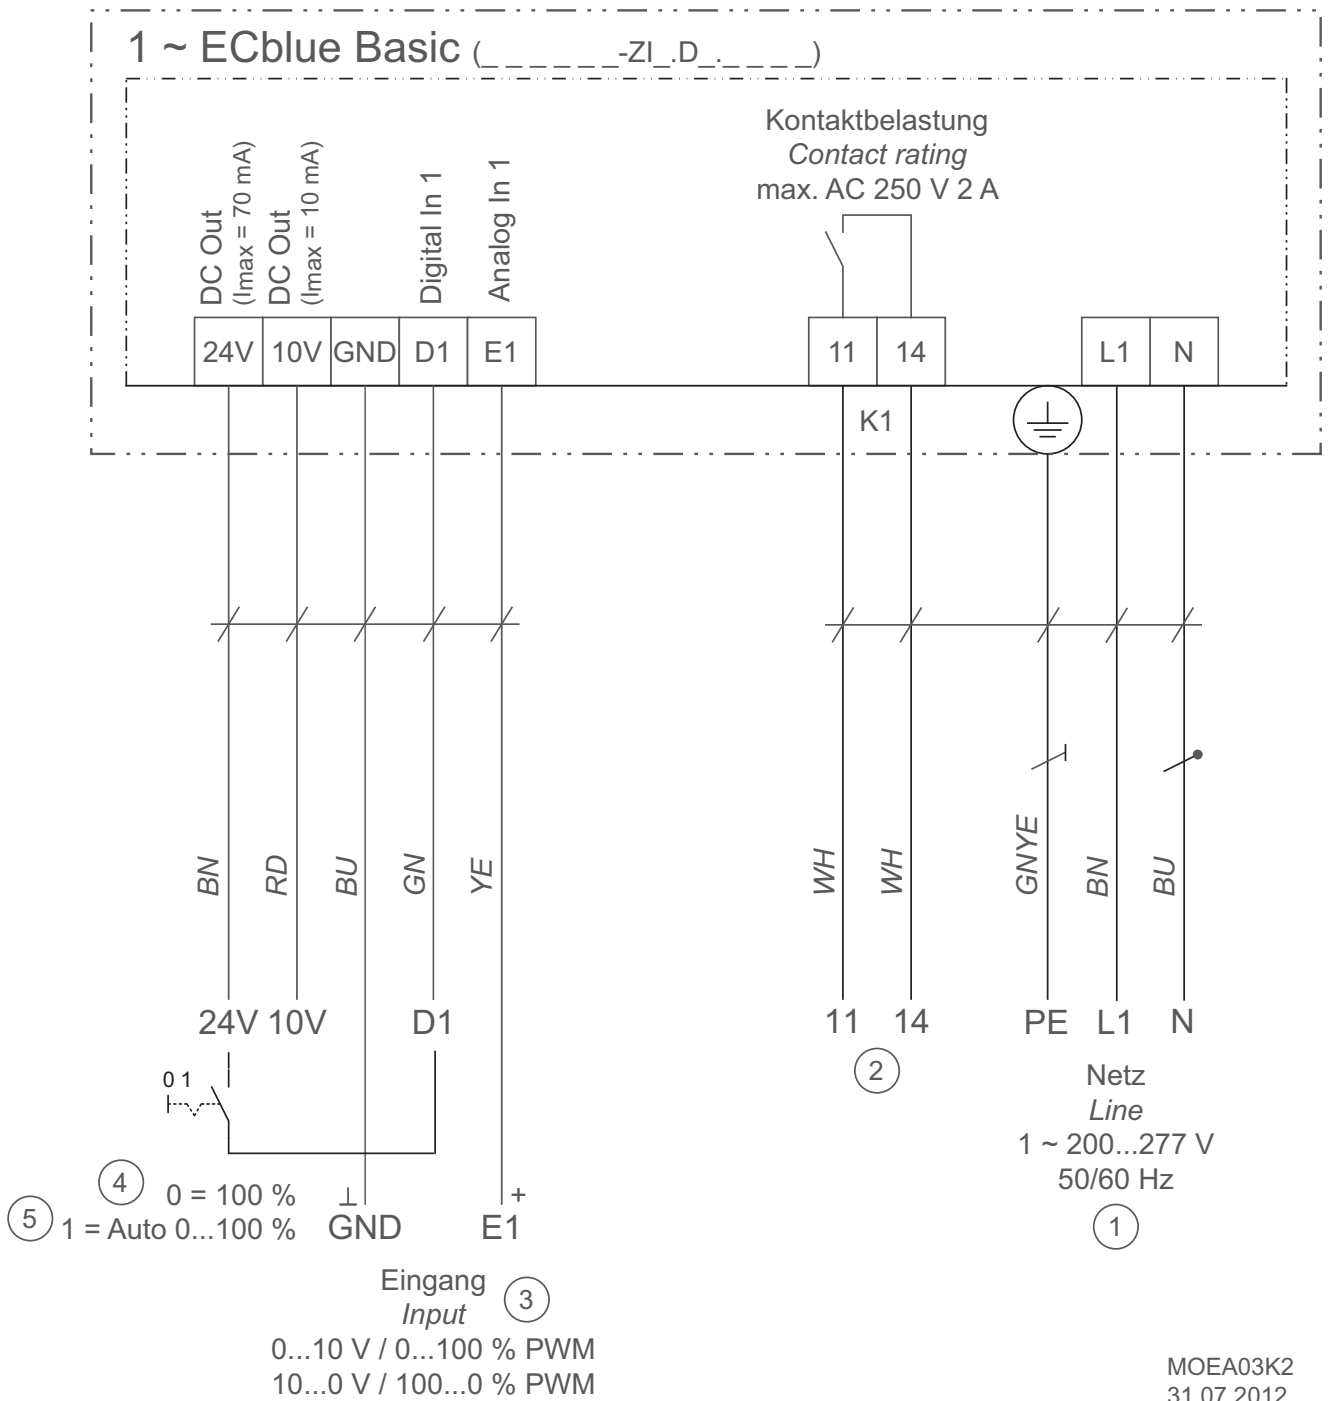 1 ~ ECblue Basic (_ _ _ _ _ _-ZI_.D_._ _ _ _)
Kontaktbelastung
Contact rating
max. AC 250 V 2 A
DC Out
(Imax = 70 mA)
DC Out
(Imax = 10 mA)
Digital In 1
Analog In 1
24V 10V GND D1 E1 11 14 L1 N
K1
BN RD BU GN YE WH WH GNYE BN BU
24V 10V D1 11 14 PE L1 N
2
0 1
Netz
Line
1 ~ 200...277 V
50/60 Hz
1
4 0 = 100 %
5 1 = Auto 0...100 %
⊥ +
GND E1
Eingang
Input
3
0...10 V / 0...100 % PWM
10...0 V / 100...0 % PWM
MOEA03K2
31.07.2012